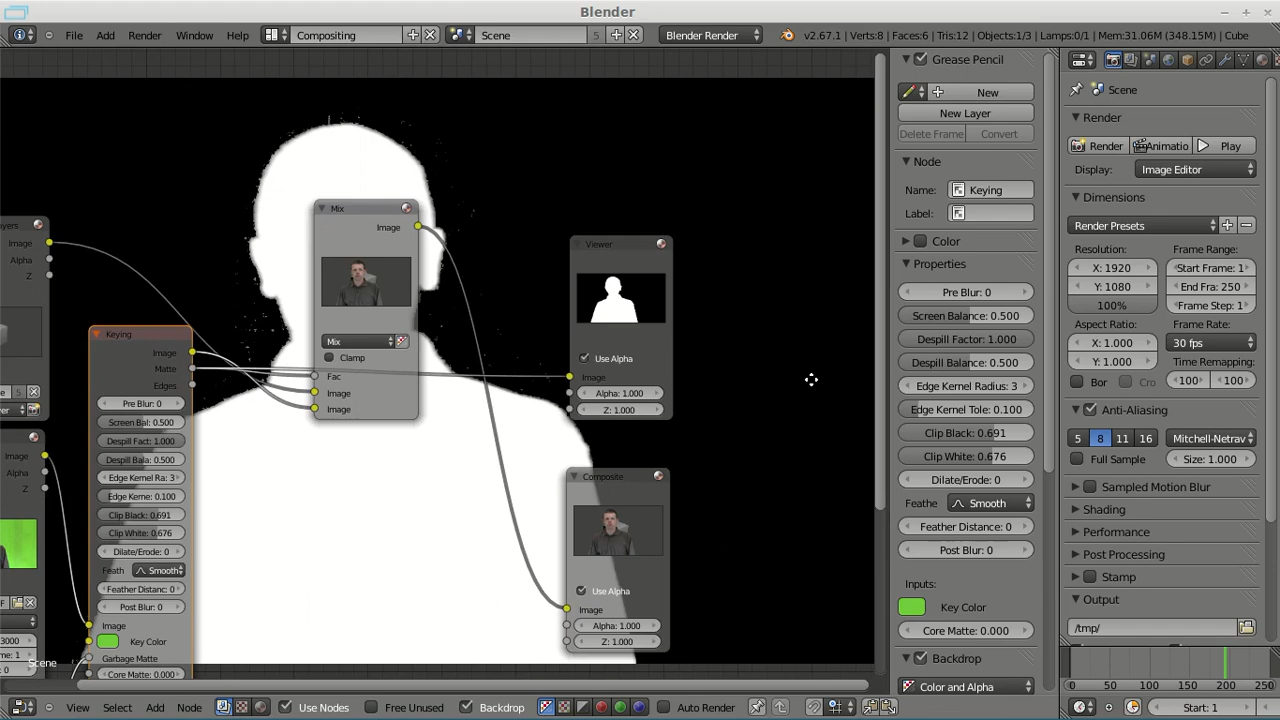 Blender
File Add Render Window Help
Compositing
Scene
5
Blender Render
v2.67.1 | Verts:8 | Faces:6 | Tris:12 | Objects:1/3 | Lamps:0/1 | Mem:31.06M (348.15M) | Cube
ayers
Image
Alpha
Z
Image
Alpha
Z
3000
me: 1
0
Scene
Keying
Image
Matte
Edges
Pre Blur: 0
Screen Bal: 0.500
Despill Fact: 1.000
Despill Bala: 0.500
Edge Kernel Ra: 3
Edge Kerne: 0.100
Clip Black: 0.691
Clip White: 0.676
Dilate/Erode: 0
Feath
Smooth
Feather Distanc: 0
Post Blur: 0
Image
Key Color
Garbage Matte
Core Matte: 0.000
Mix
Image
Mix
Clamp
Fac
Image
Image
Viewer
Use Alpha
Image
Alpha: 1.000
Z: 1.000
Composite
Use Alpha
Image
Alpha: 1.000
Z: 1.000
Grease Pencil
New
New Layer
Delete Frame Convert
Node
Name: Keying
Label:
Color
Properties
Pre Blur: 0
Screen Balance: 0.500
Despill Factor: 1.000
Despill Balance: 0.500
Edge Kernel Radius: 3
Edge Kernel Tole: 0.100
Clip Black: 0.691
Clip White: 0.676
Dilate/Erode: 0
Feathe Smooth
Feather Distance: 0
Post Blur: 0
Inputs:
Key Color
Core Matte: 0.000
Backdrop
Color and Alpha
Scene
Render
Render Animatio Play
Display: Image Editor
Dimensions
Render Presets
Resolution: Frame Range:
X: 1920 Start Frame: 1
Y: 1080 End Fra: 250
100% Frame Step: 1
Aspect Ratio: Frame Rate:
X: 1.000 30 fps
Y: 1.000 Time Remapping:
Bor Cro 100 100
Anti-Aliasing
5 8 11 16 Mitchell-Netrav
Full Sample Size: 1.000
Sampled Motion Blur
Shading
Performance
Post Processing
Stamp
Output
/tmp/
0 50 100 150 200 250
Start: 1
View Select Add Node
Use Nodes
Free Unused
Backdrop
Auto Render